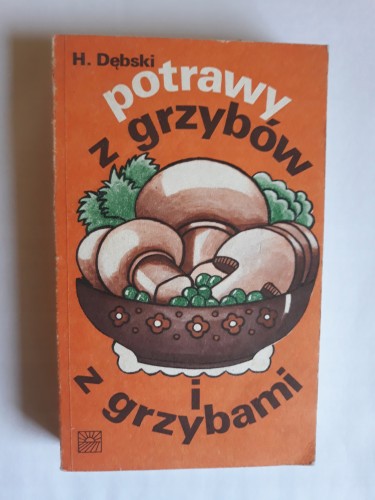 H. Dębski
potrawy
z grzybów
i
z grzybami